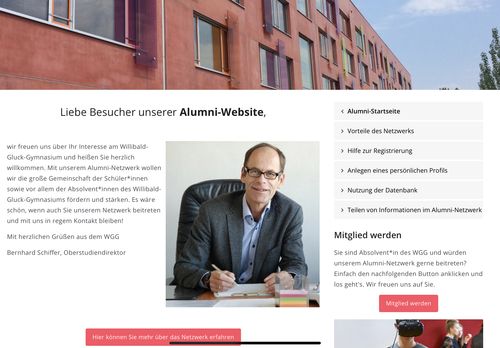 Liebe Besucher unserer Alumni-Website,
wir freuen uns über Ihr Interesse am Willibald-
Gluck-Gymnasium und heißen Sie herzlich
willkommen. Mit unserem Alumni-Netzwerk wollen
wir die große Gemeinschaft der Schüler*innen
sowie vor allem der Absolvent*innen des Willibald-
Gluck-Gymnasiums fördern und stärken. Es wäre
schön, wenn auch Sie unserem Netzwerk beitreten
und mit uns in regem Kontakt bleiben!
Mit herzlichen Grüßen aus dem WGG
Bernhard Schiffer, Oberstudiendirektor
Hier können Sie mehr über das Netzwerk erfahren
Alumni-Startseite
Vorteile des Netzwerks
Hilfe zur Registrierung
Anlegen eines persönlichen Profils
Nutzung der Datenbank
Teilen von Informationen im Alumni-Netzwerk
Mitglied werden
Sie sind Absolvent*in des WGG und würden
unserem Alumni-Netzwerk gerne beitreten?
Einfach den nachfolgenden Button anklicken und
los geht's. Wir freuen uns auf Sie.
Mitglied werden